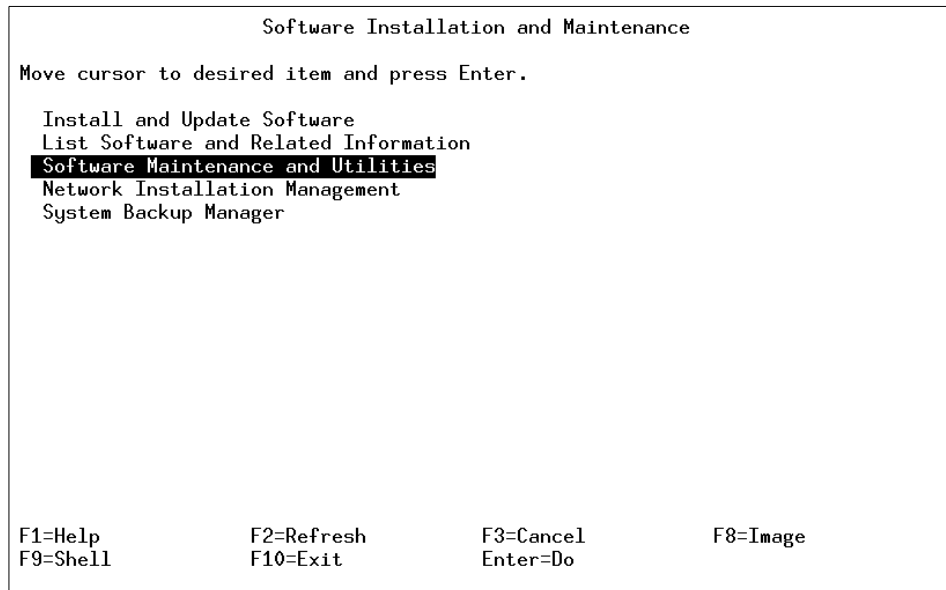 Software Installation and Maintenance
Move cursor to desired item and press Enter.
Install and Update Software
List Software and Related Information
Software Maintenance and Utilities
Network Installation Management
System Backup Manager
F1=Help F2=Refresh F3=Cancel F8=Image
F9=Shell F10=Exit Enter=Do